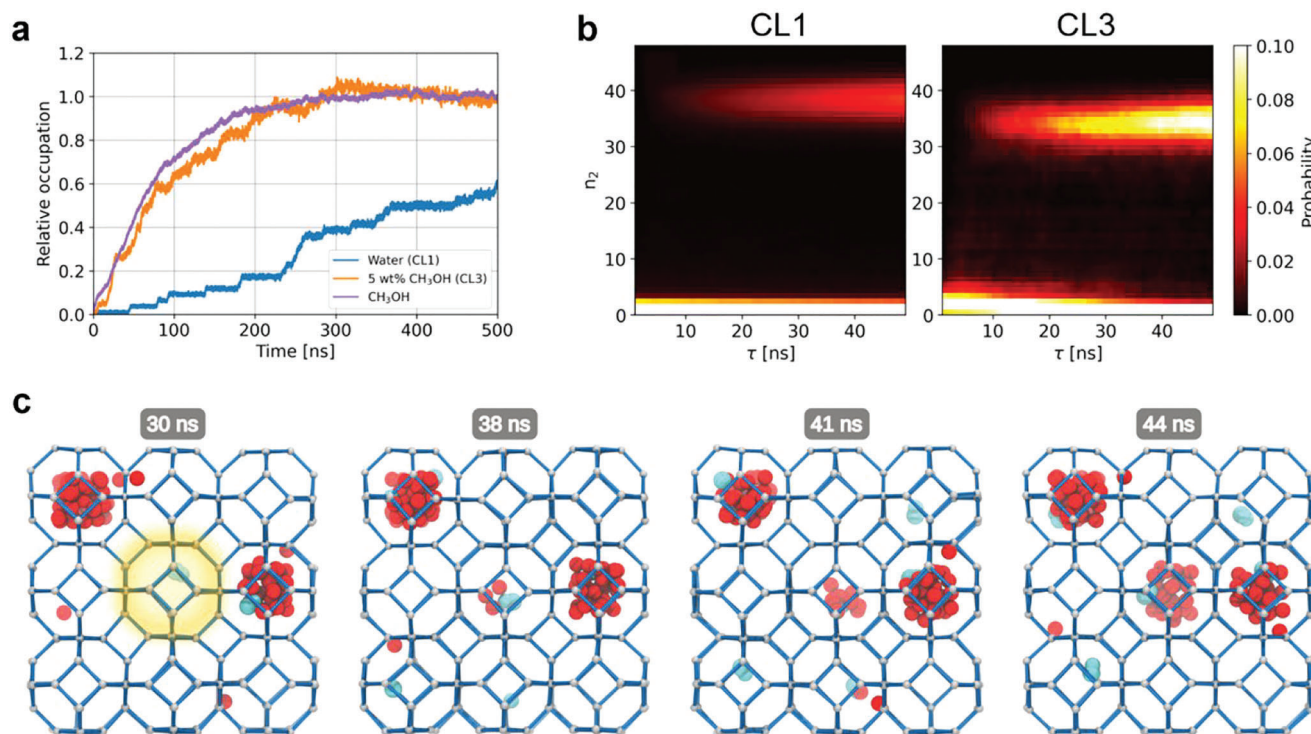 a
1.2
1.0
0.8
0.6
0.4
0.2
0.0
0 100 200 300 400 500
Relative occupation
Time [ns]
Water (CL1)
5 wt% CH₃OH (CL3)
CH₃OH
b
CL1 CL3
40
30
20
10
0
n₂
10 20 30 40
τ [ns]
40
30
20
10
0
10 20 30 40
τ [ns]
0.10
0.08
0.06
0.04
0.02
0.00
Probability
c
30 ns 38 ns 41 ns 44 ns